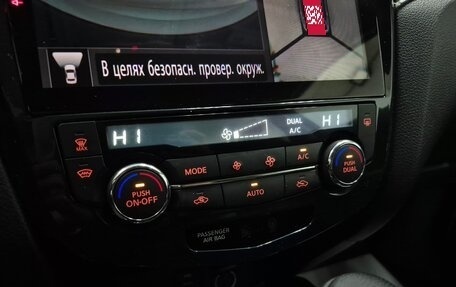 В целях безопасн. провер. окруж.
HI
DUAL
A/C
HI
MAX
MODE
A/C
PUSH
ON·OFF
AUTO
PUSH
DUAL
PASSENGER
AIR BAG